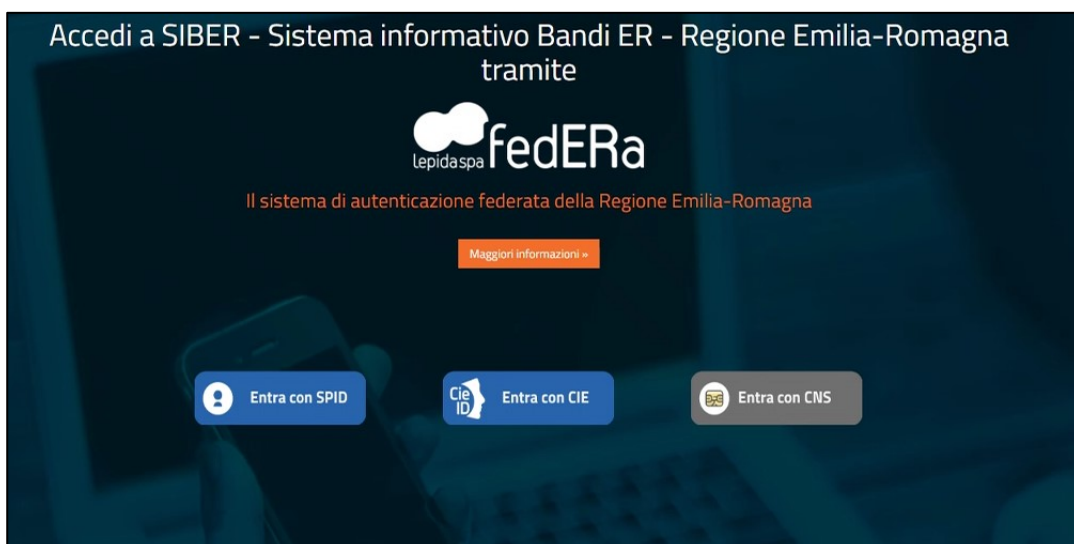 Accedi a SIBER - Sistema informativo Bandi ER - Regione Emilia-Romagna
tramite
Lepidaspa fedERa
Il sistema di autenticazione federata della Regione Emilia-Romagna
Maggiori informazioni »
Entra con SPID
Cie
ID
Entra con CIE
Entra con CNS